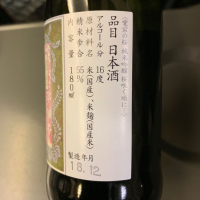 品目 日本酒
アルコール分 16度
原材料名 米(国産)、米麹(国産米)
精米歩合 55%
内容量 180ml
製造年月
18.12